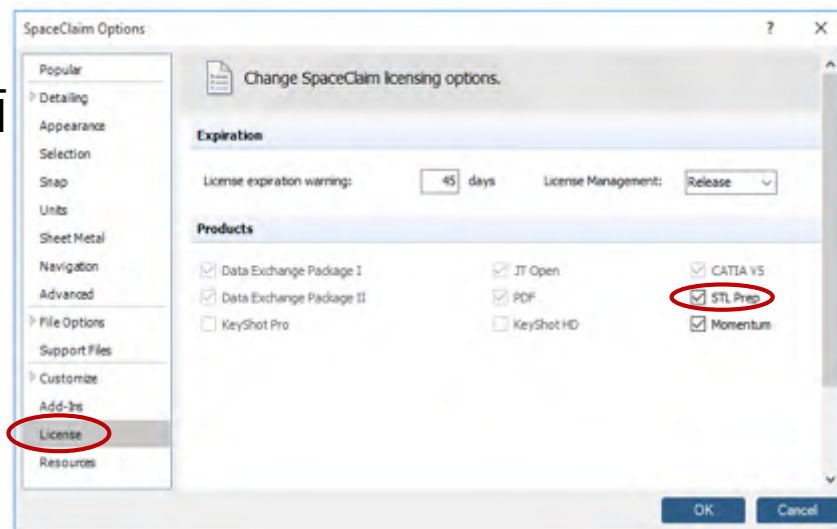 SpaceClaim Options ? X
Popular
Detailing
Appearance
Selection
Snap
Units
Sheet Metal
Navigation
Advanced
File Options
Support Files
Customize
Add-Ins
License
Resources
Change SpaceClaim licensing options.
Expiration
License expiration warning: 45 days License Management: Release
Products
Data Exchange Package I JT Open CATIA V5
Data Exchange Package II PDF STL Prep
KeyShot Pro KeyShot HD Momentum
OK Cancel